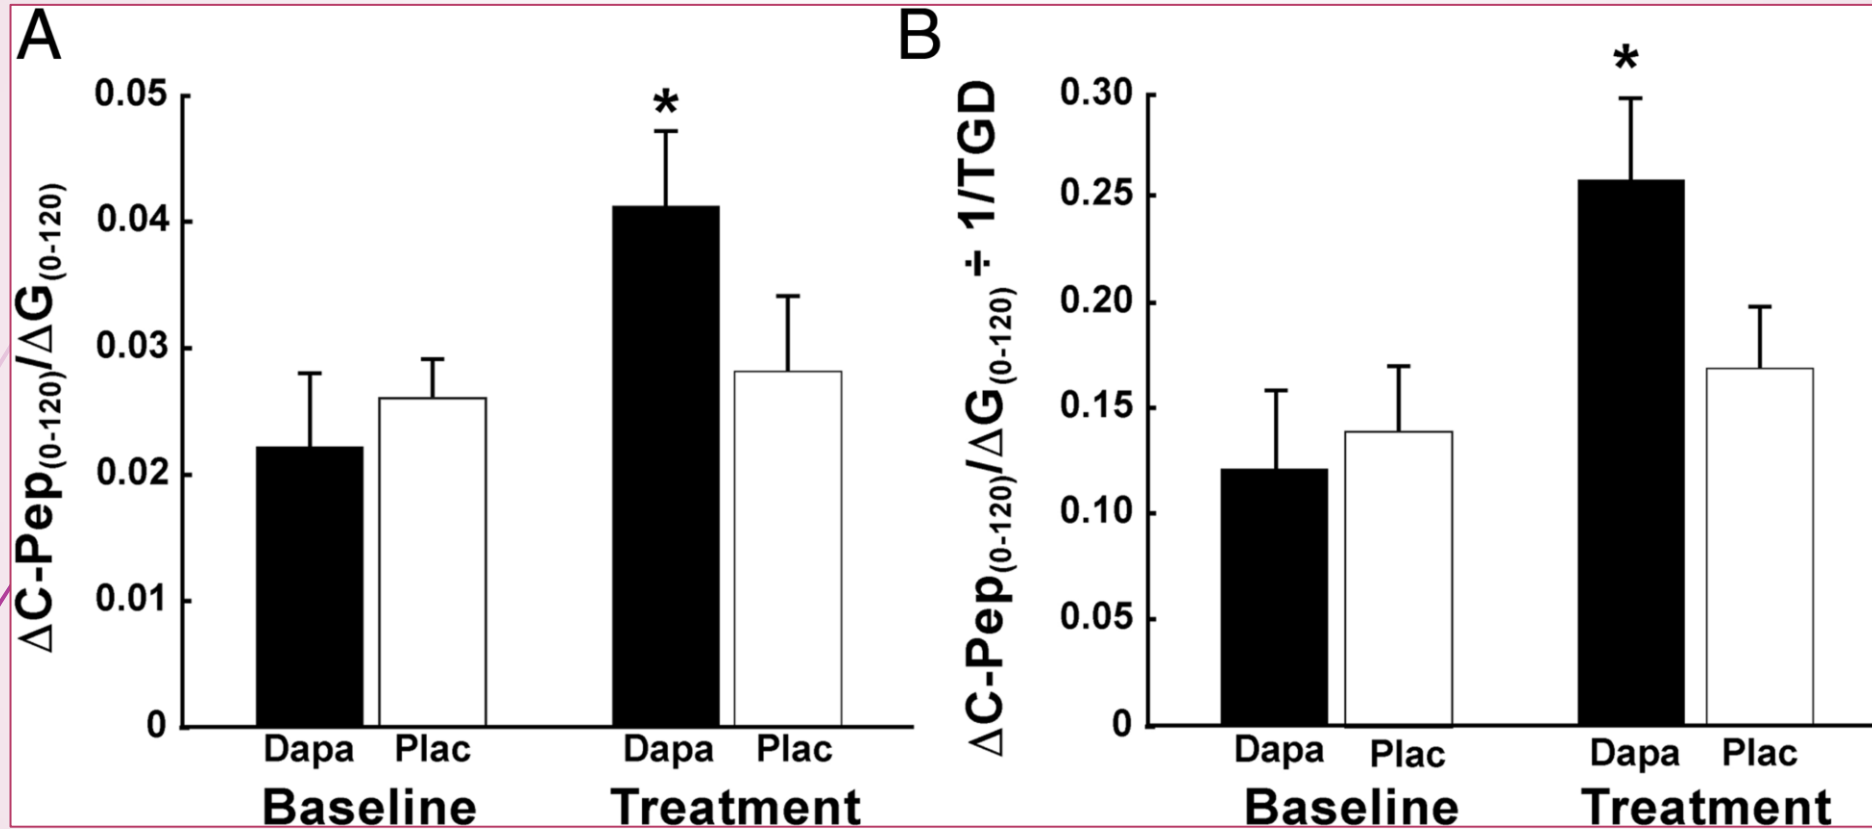 A
ΔC-Pep(0-120)/ΔG(0-120)
0.05
0.04
0.03
0.02
0.01
0
*
Dapa Plac Dapa Plac
Baseline Treatment
B
ΔC-Pep(0-120)/ΔG(0-120) ÷ 1/TGD
0.30
0.25
0.20
0.15
0.10
0.05
0
*
Dapa Plac Dapa Plac
Baseline Treatment